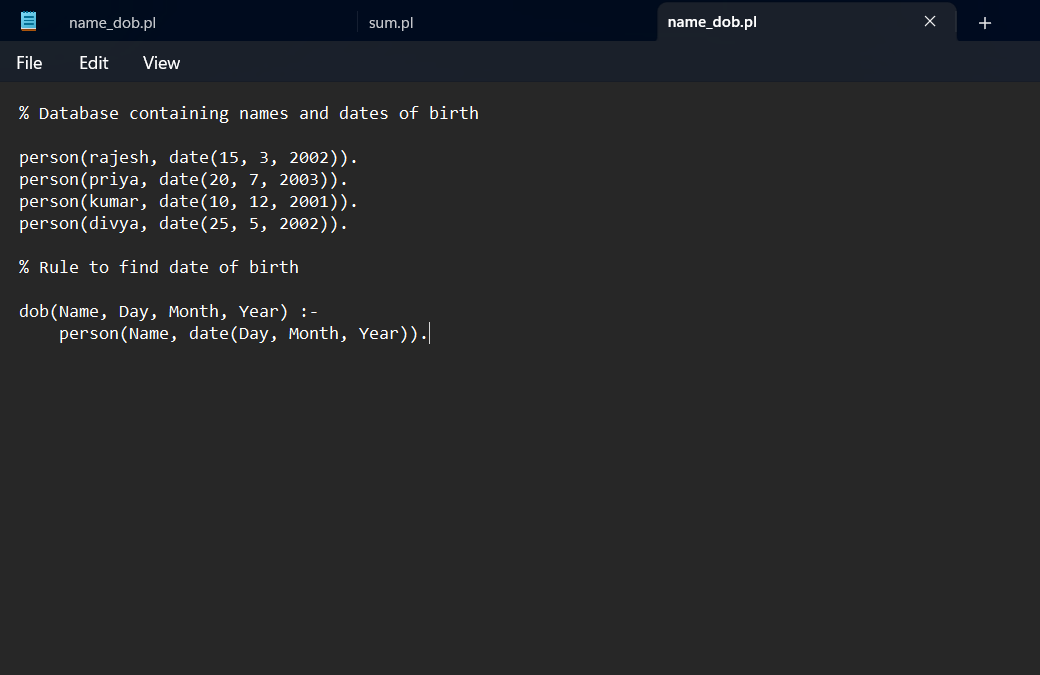 name_dob.pl
sum.pl
name_dob.pl
File Edit View
% Database containing names and dates of birth
person(rajesh, date(15, 3, 2002)).
person(priya, date(20, 7, 2003)).
person(kumar, date(10, 12, 2001)).
person(divya, date(25, 5, 2002)).
% Rule to find date of birth
dob(Name, Day, Month, Year) :-
    person(Name, date(Day, Month, Year)).